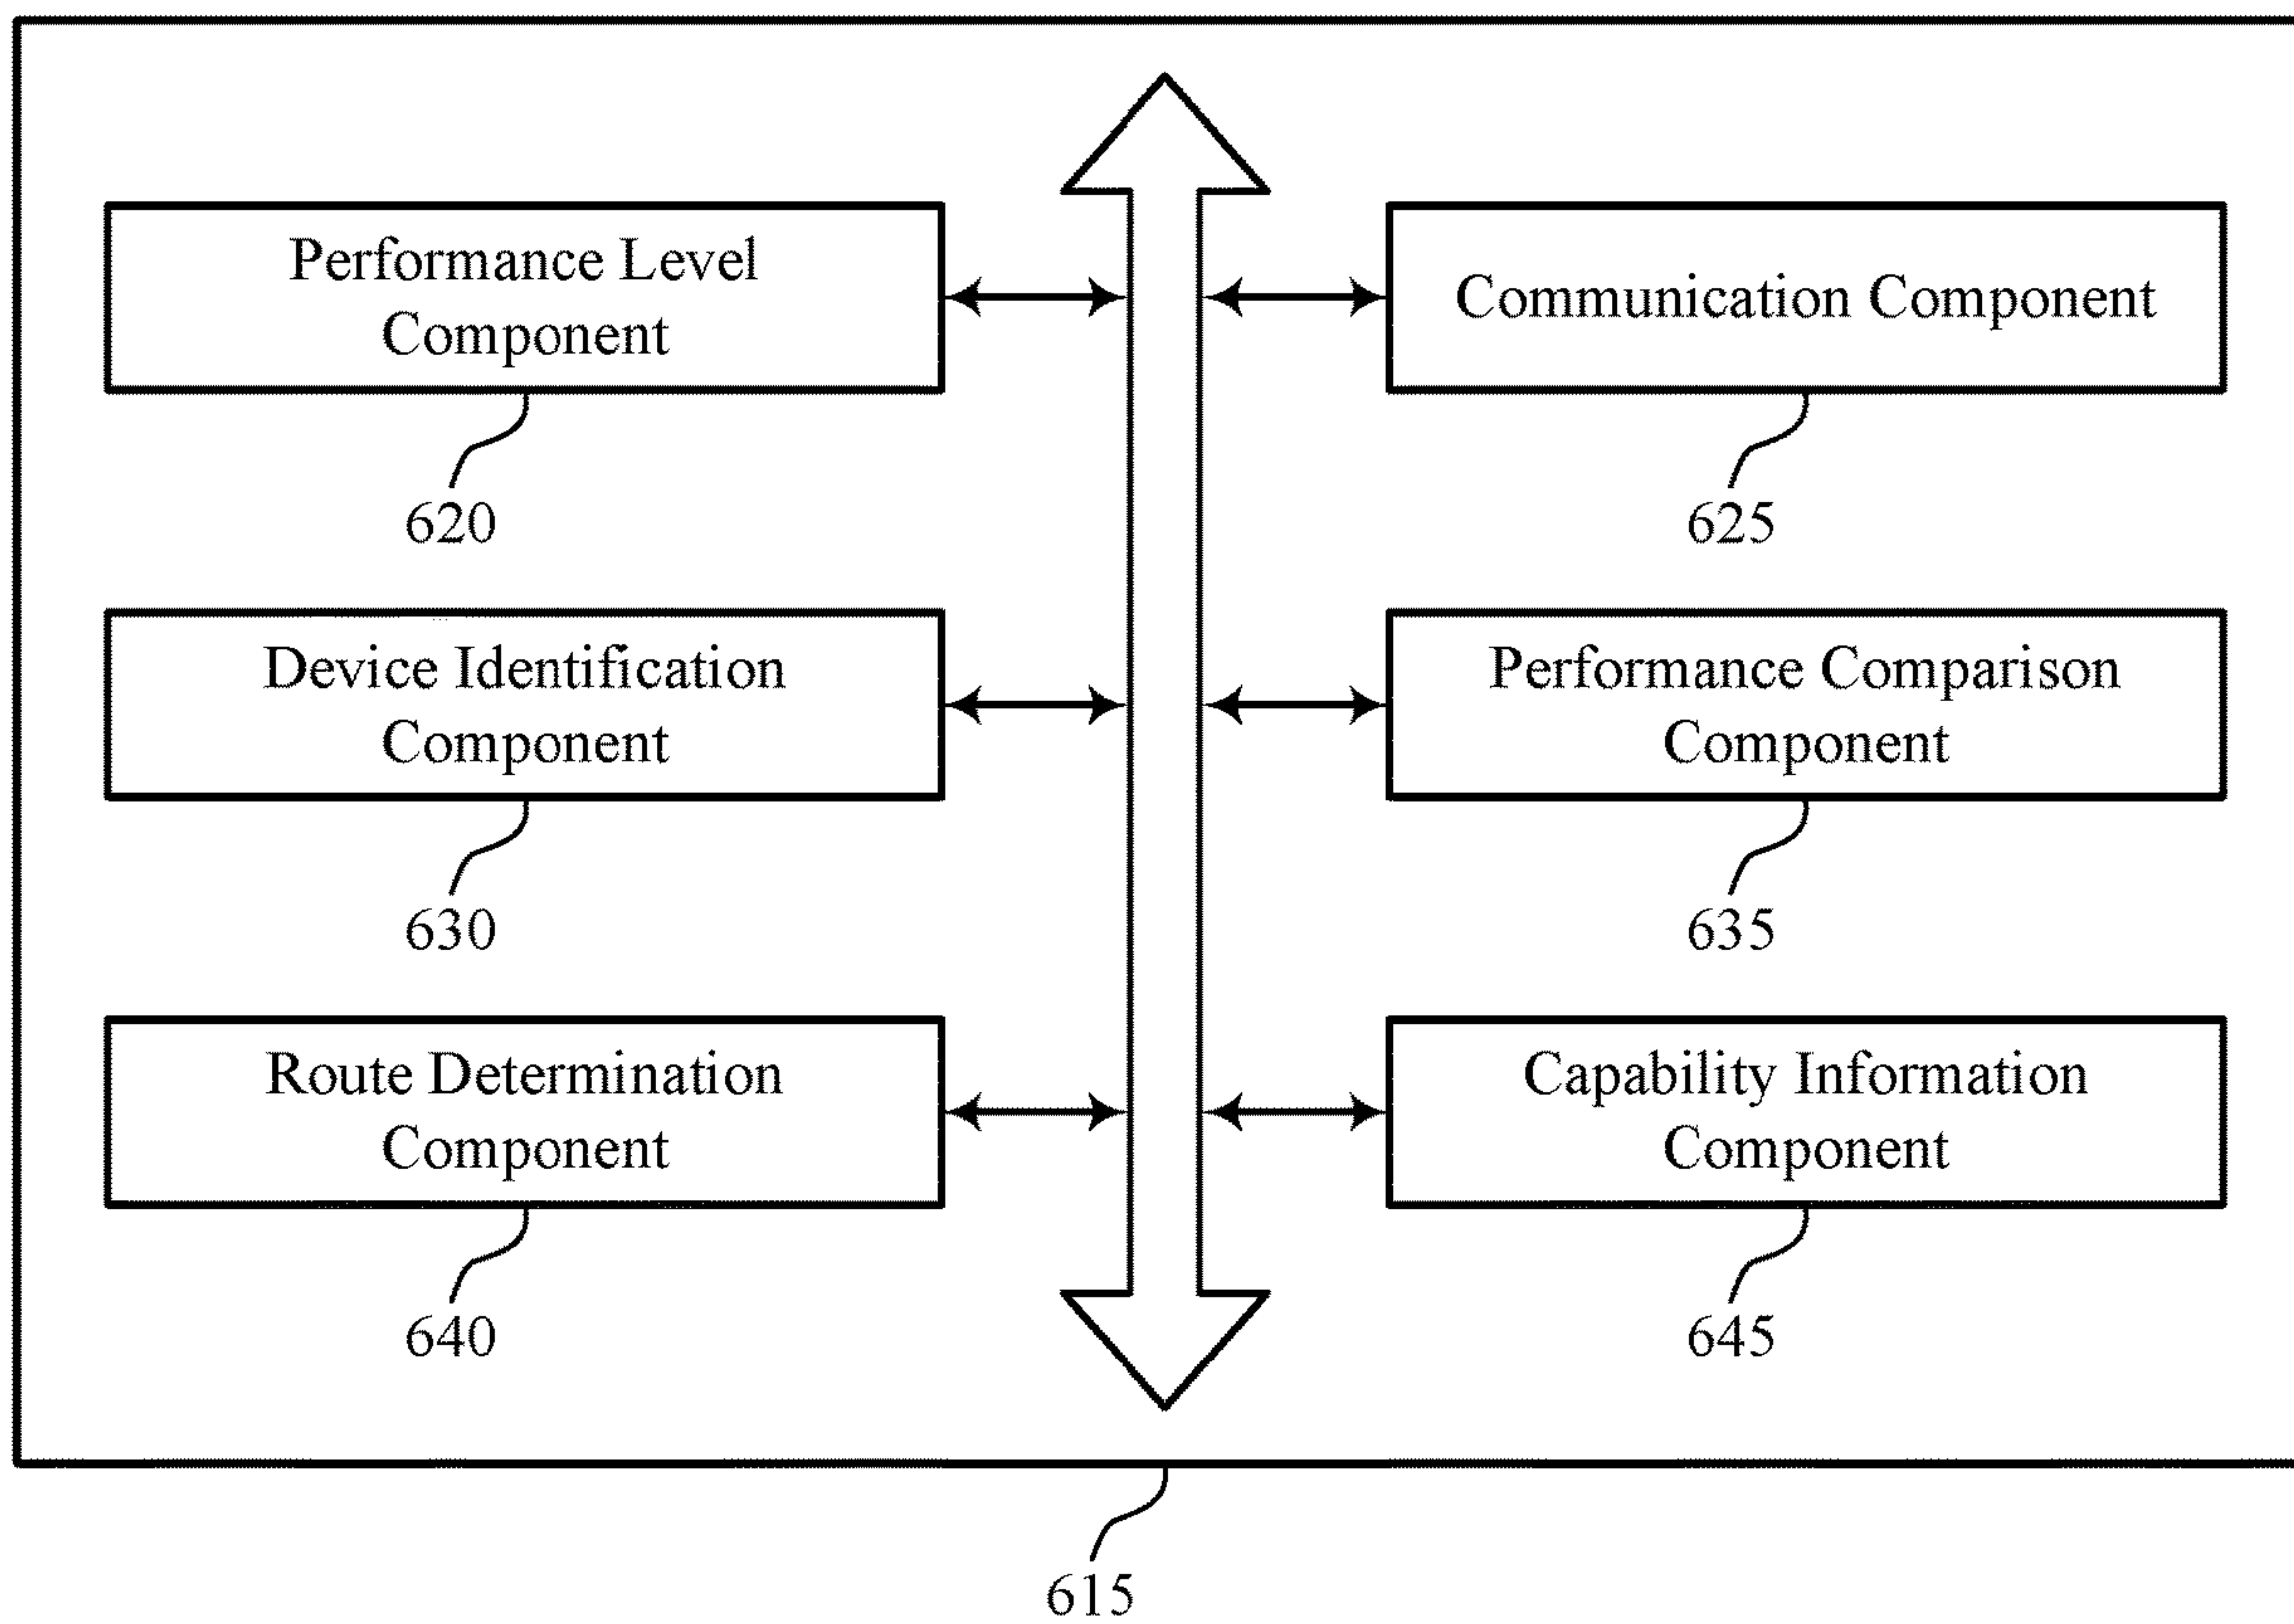 Performance Level
Component
620
Communication Component
625
Device Identification
Component
630
Performance Comparison
Component
635
Route Determination
Component
640
Capability Information
Component
645
615